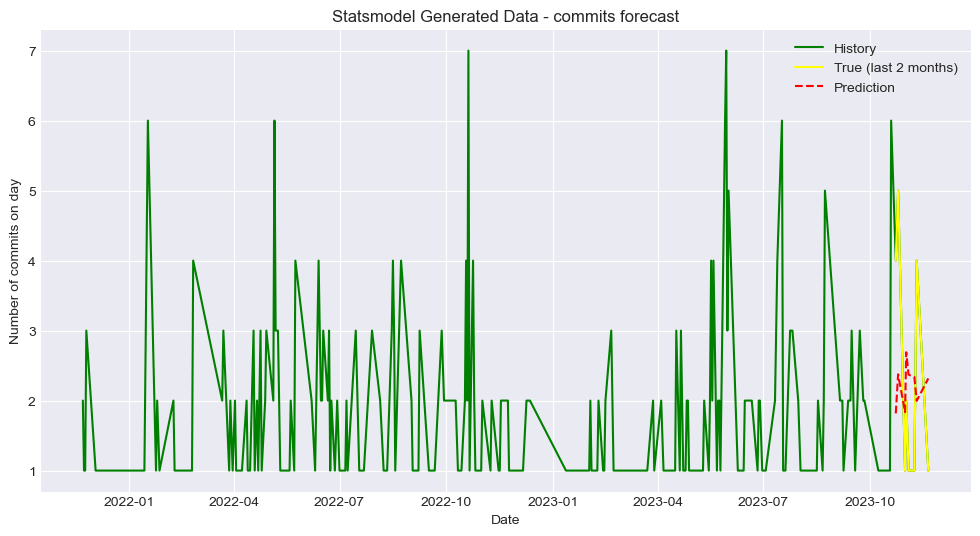 Statsmodel Generated Data - commits forecast
History
True (last 2 months)
Prediction
Number of commits on day
7
6
5
4
3
2
1
2022-01
2022-04
2022-07
2022-10
2023-01
2023-04
2023-07
2023-10
Date